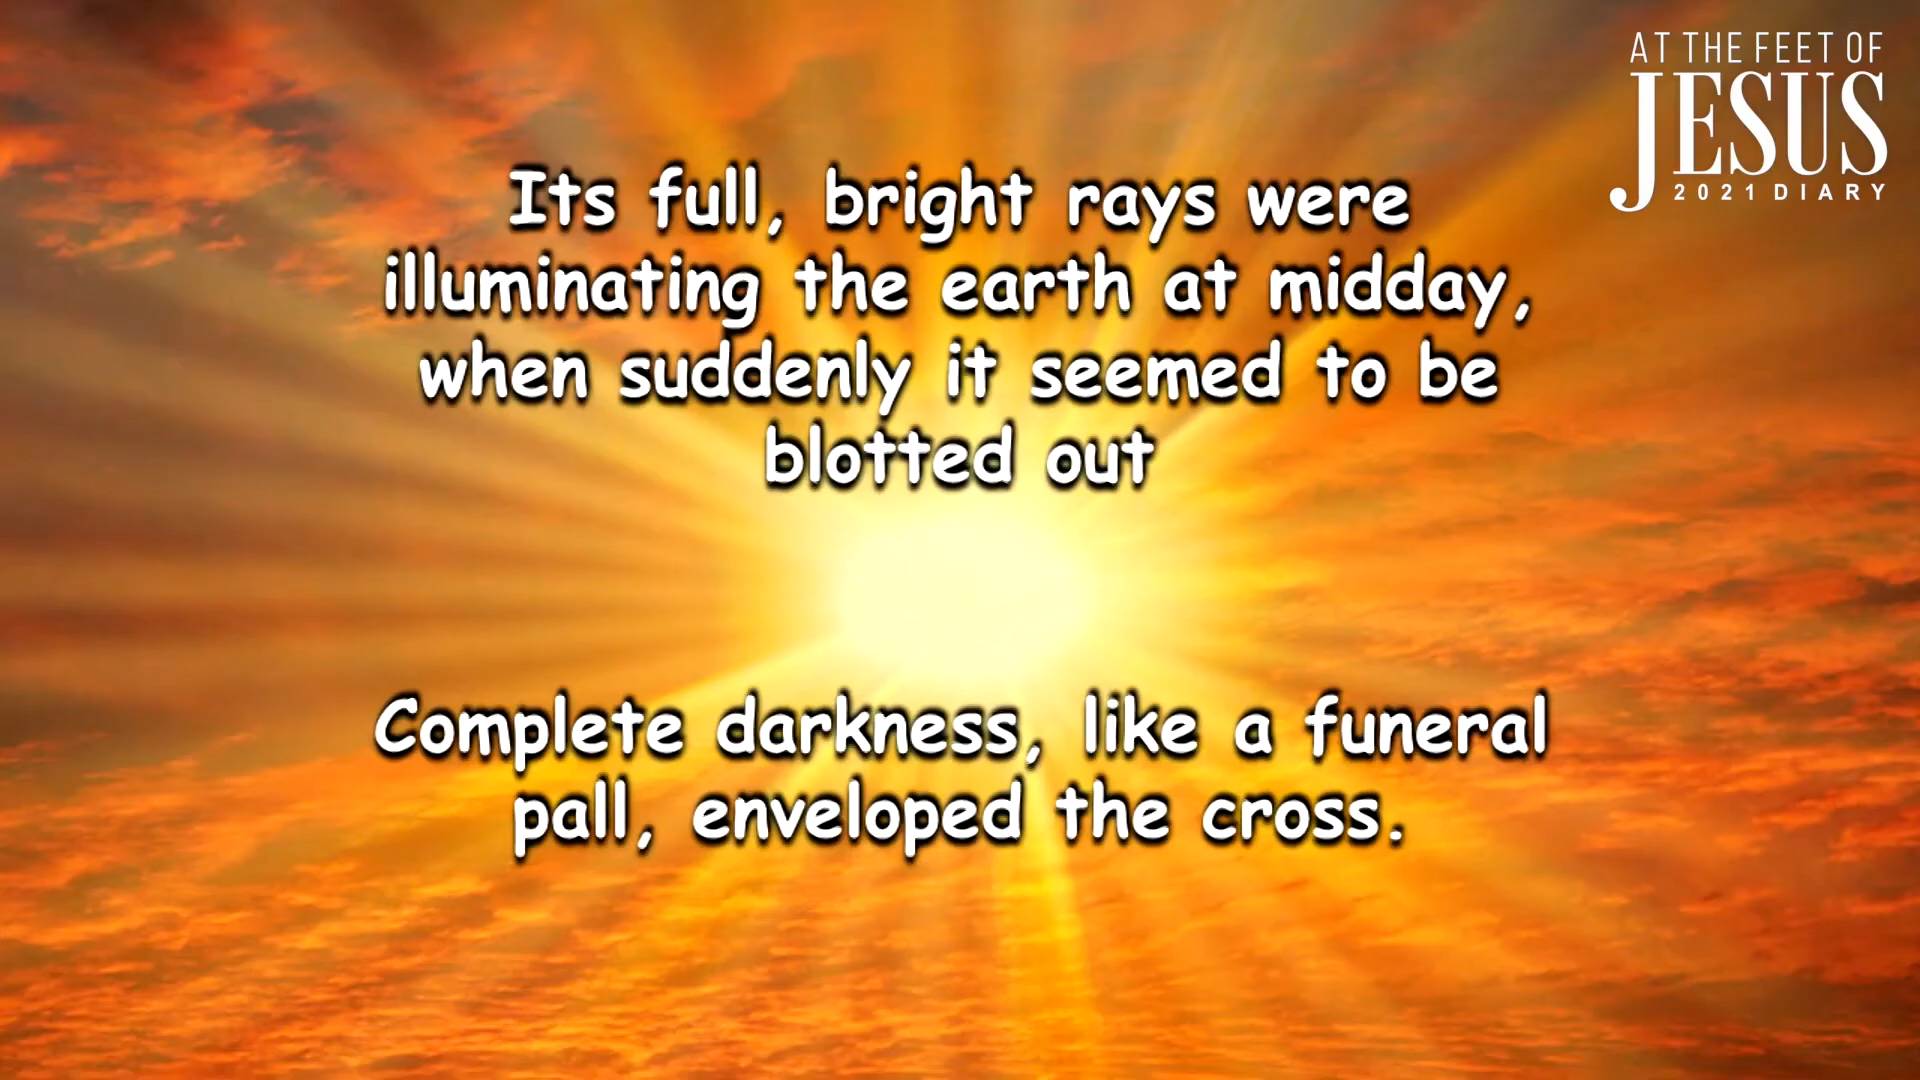 AT THE FEET OF
JESUS
2021 DIARY
Its full, bright rays were
illuminating the earth at midday,
when suddenly it seemed to be
blotted out
Complete darkness, like a funeral
pall, enveloped the cross.